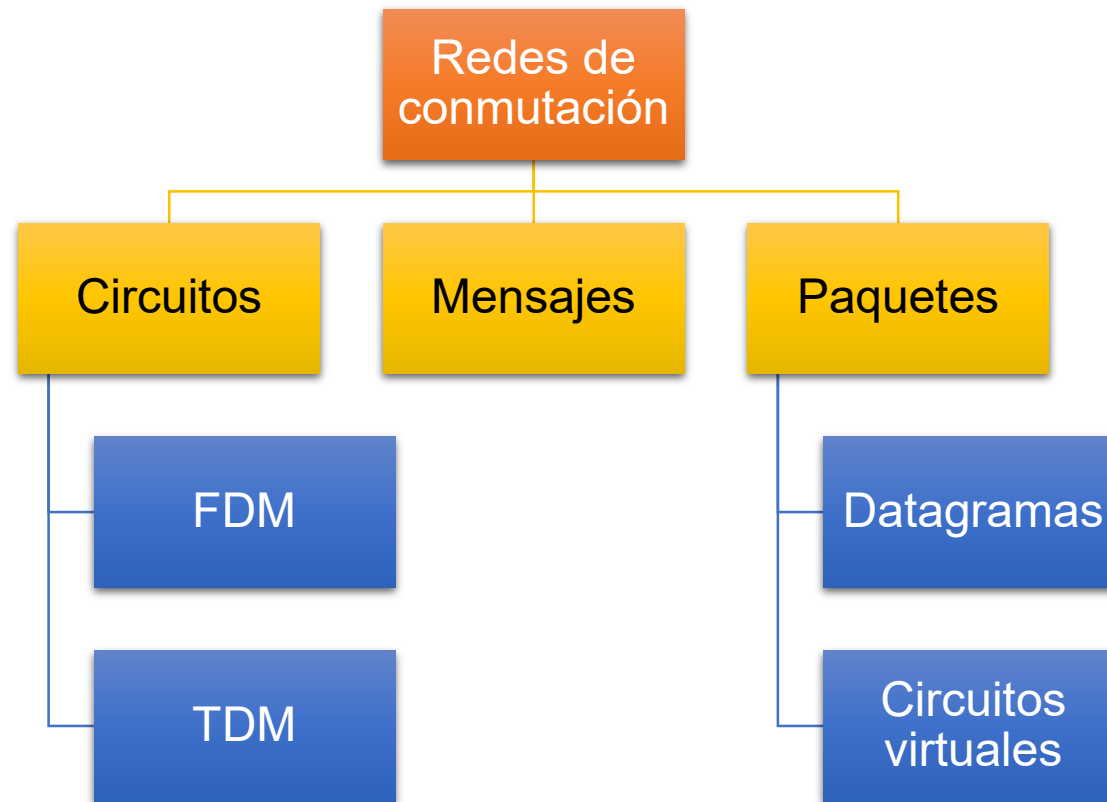 Redes de
conmutación
Circuitos
Mensajes
Paquetes
FDM
Datagramas
TDM
Circuitos
virtuales